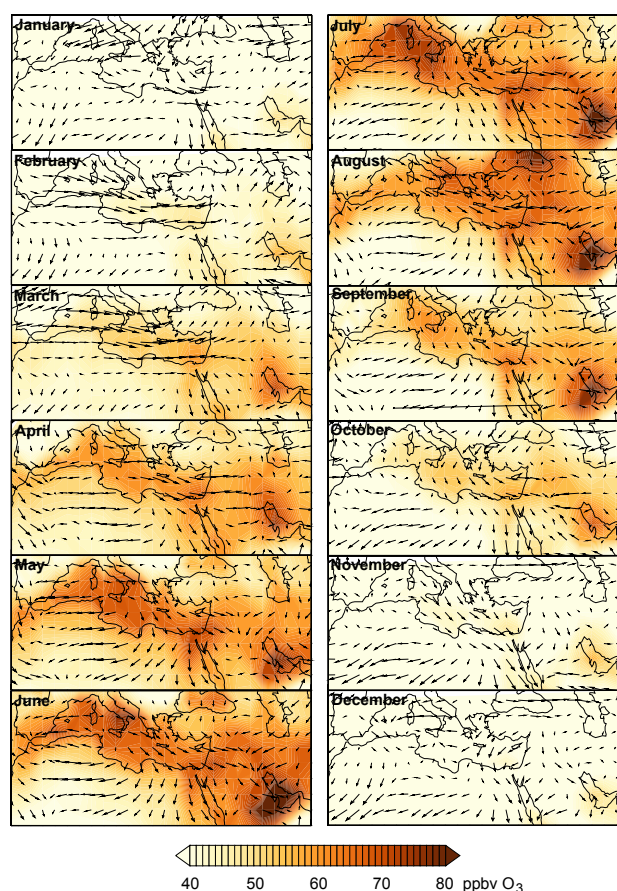 January
February
March
April
May
June
July
August
September
October
November
December
40 50 60 70 80 ppbv O₃